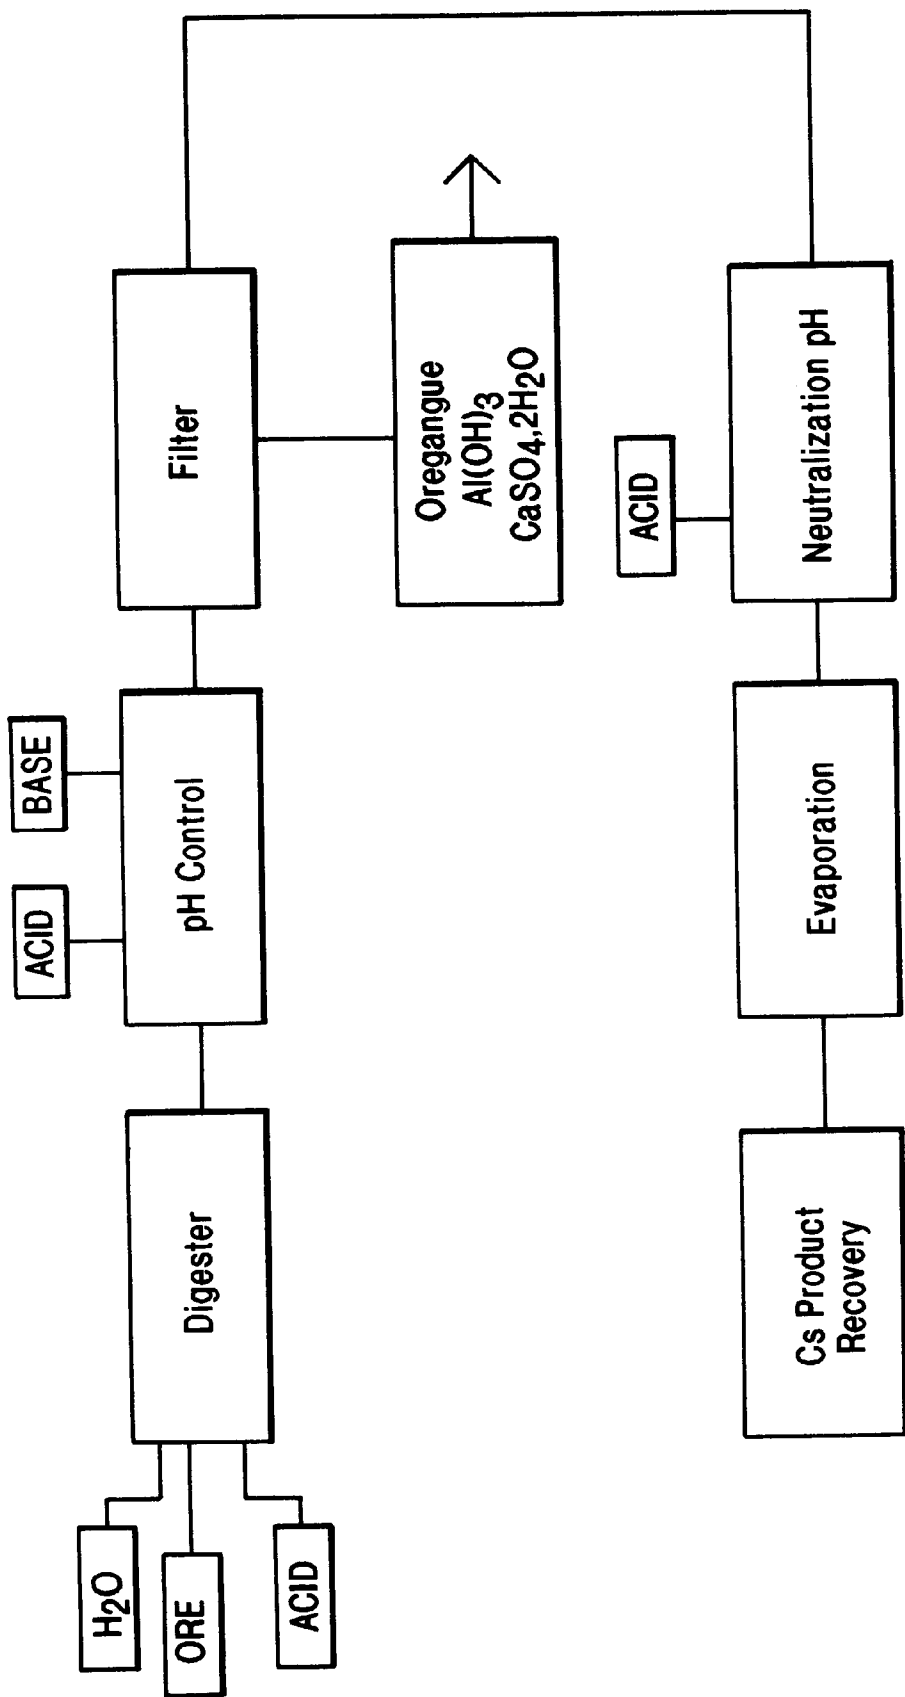 H2O
ORE
ACID
Digester
ACID
BASE
pH Control
Filter
Oregangue
Al(OH)3
CaSO4,2H2O
ACID
Neutralization pH
Evaporation
Cs Product
Recovery